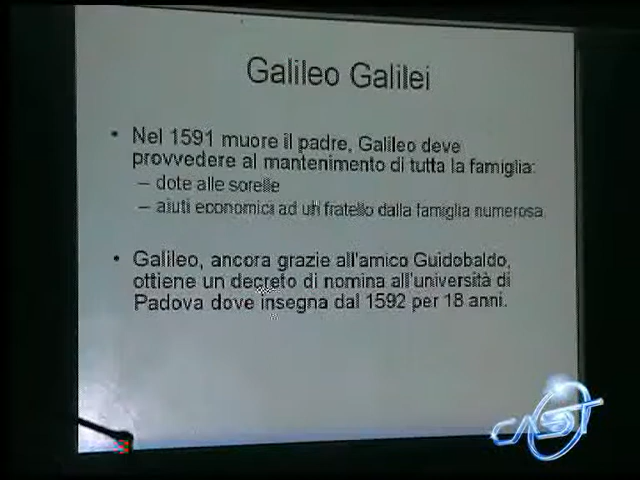 Galileo Galilei
• Nel 1591 muore il padre, Galileo deve
provvedere al mantenimento di tutta la famiglia:
– dote alle sorelle
– aiuti economici ad un fratello dalla famiglia numerosa
• Galileo, ancora grazie all'amico Guidobaldo,
ottiene un decreto di nomina all'università di
Padova dove insegna dal 1592 per 18 anni.
CAST